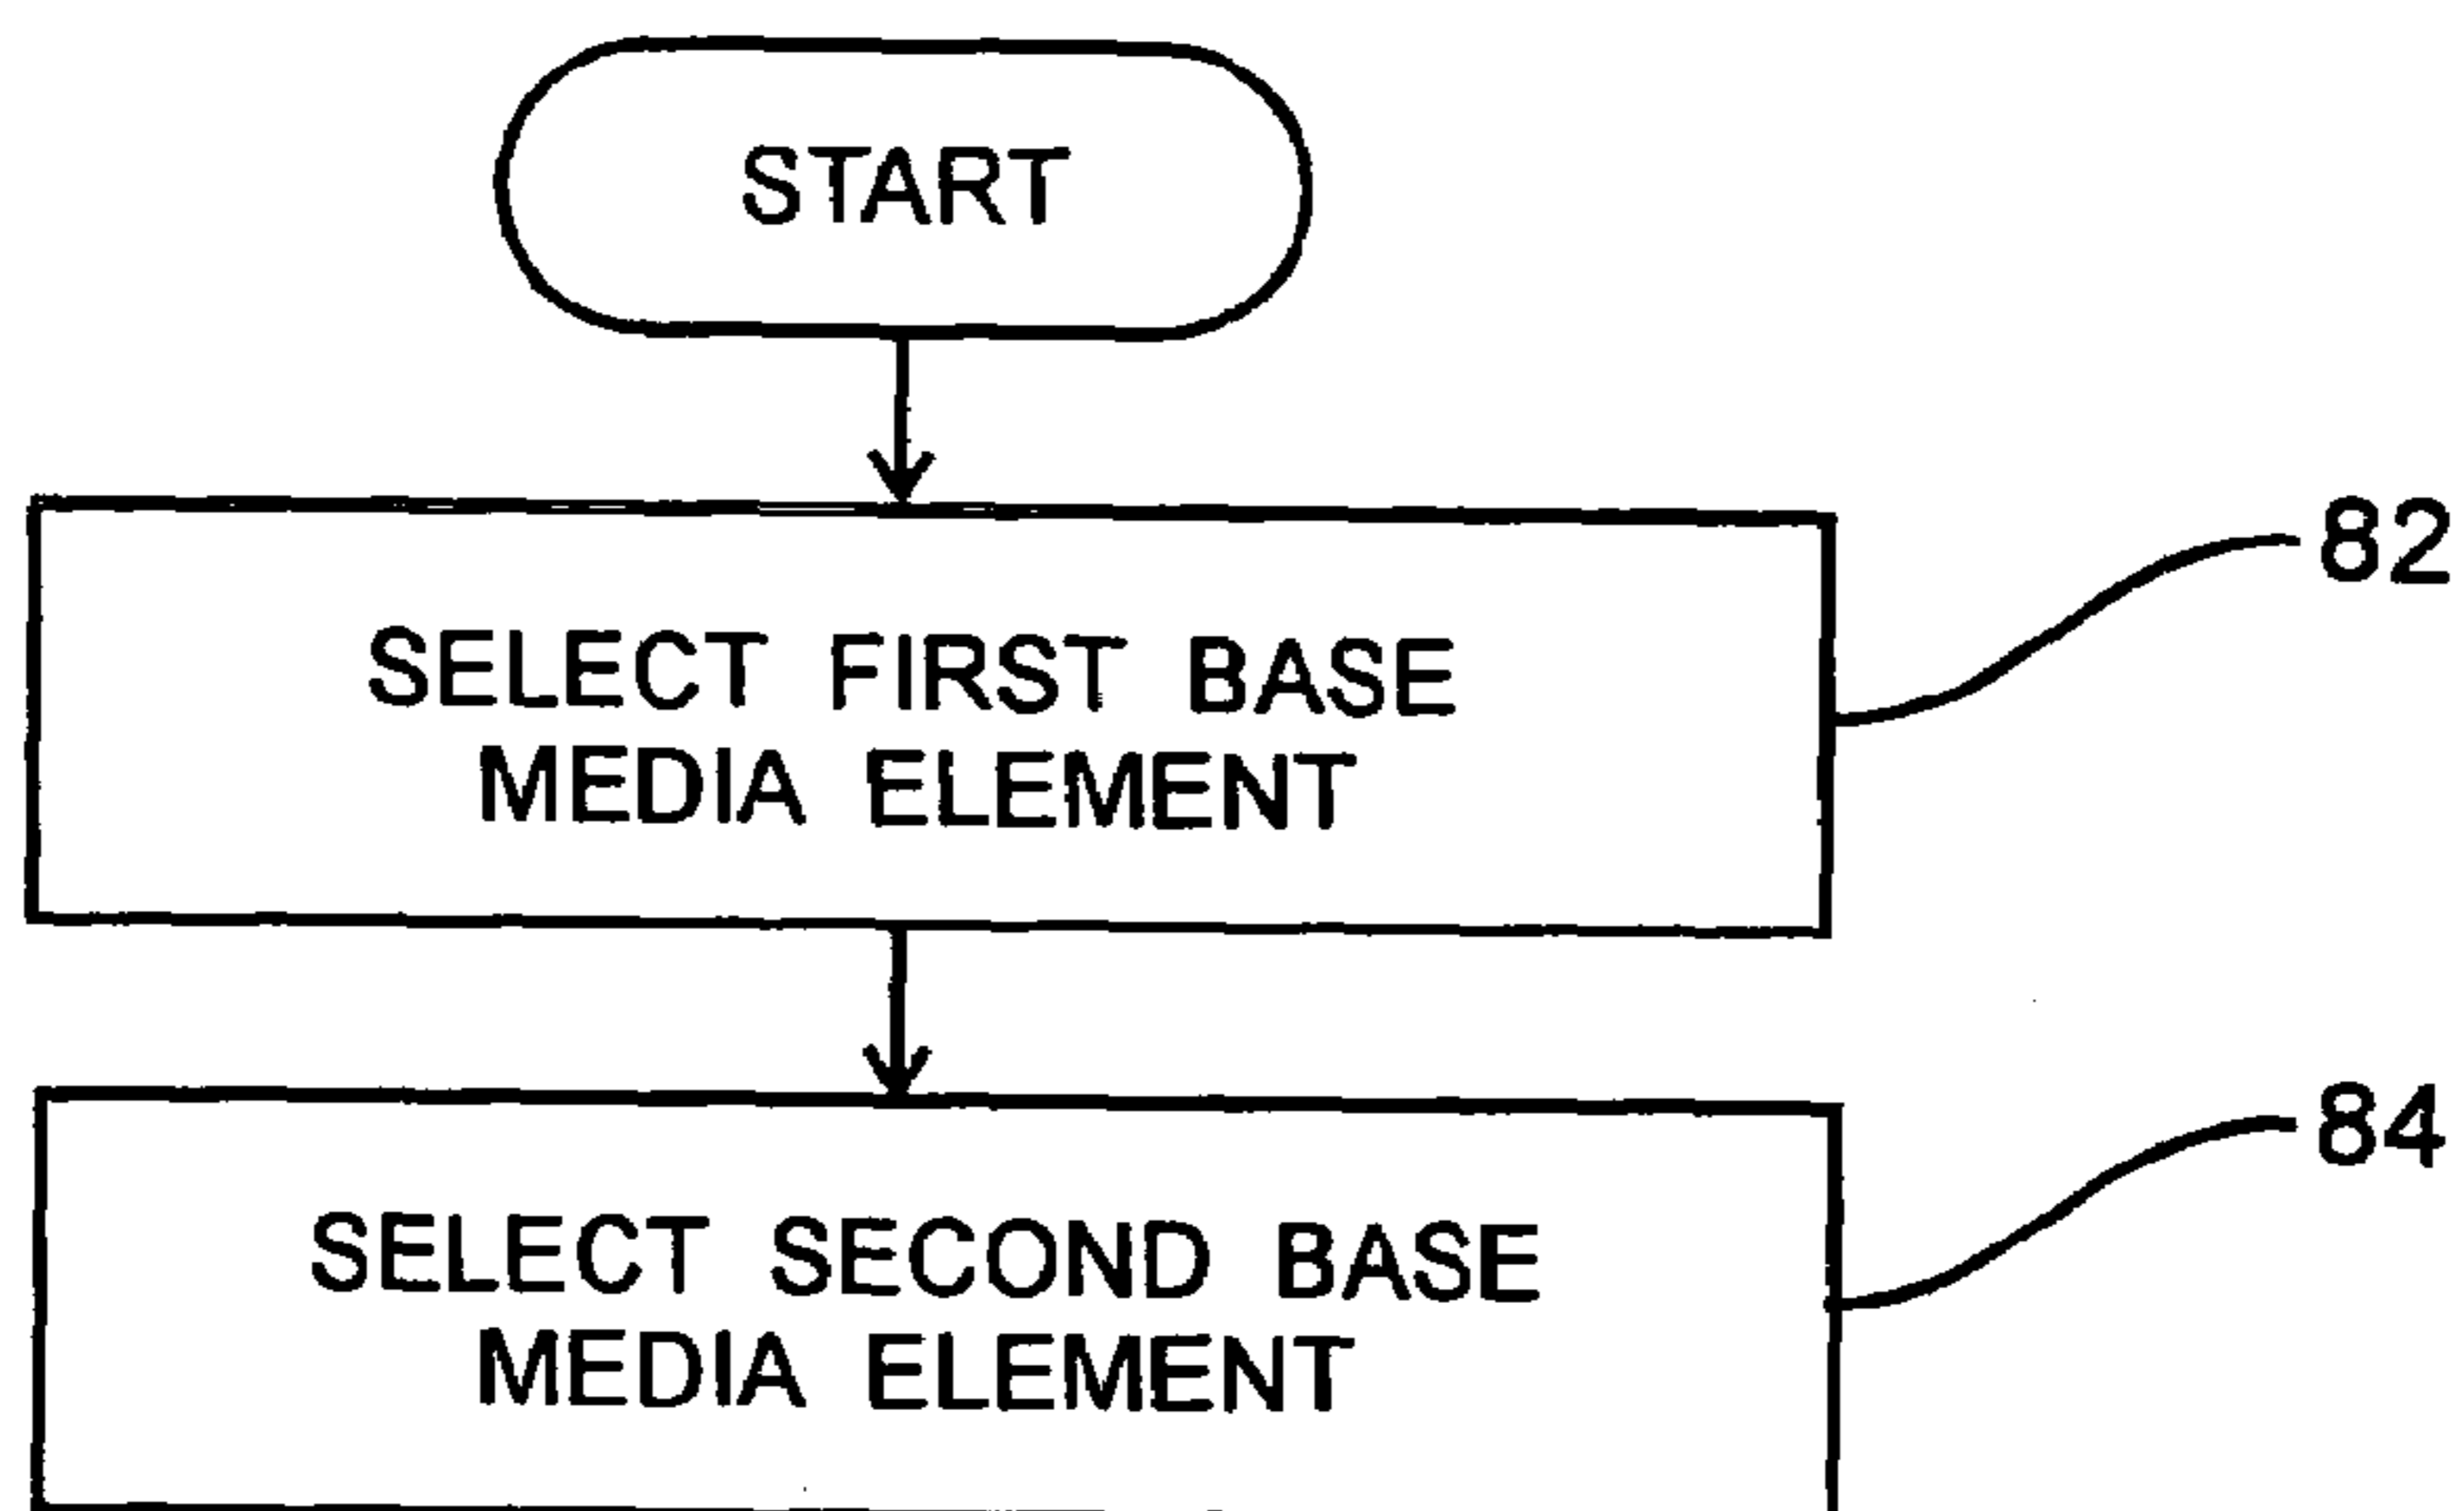 START
82
SELECT FIRST BASE
MEDIA ELEMENT
84
SELECT SECOND BASE
MEDIA ELEMENT